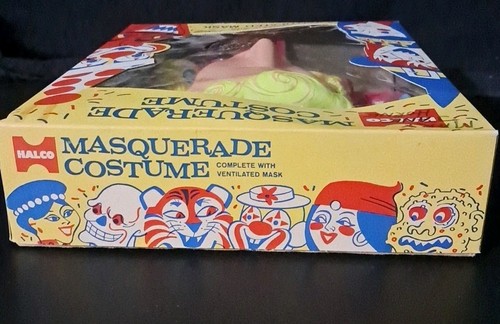 HALCO
MASQUERADE
COSTUME
COMPLETE WITH
VENTILATED MASK
MASQUERADE
COSTUME
HALCO